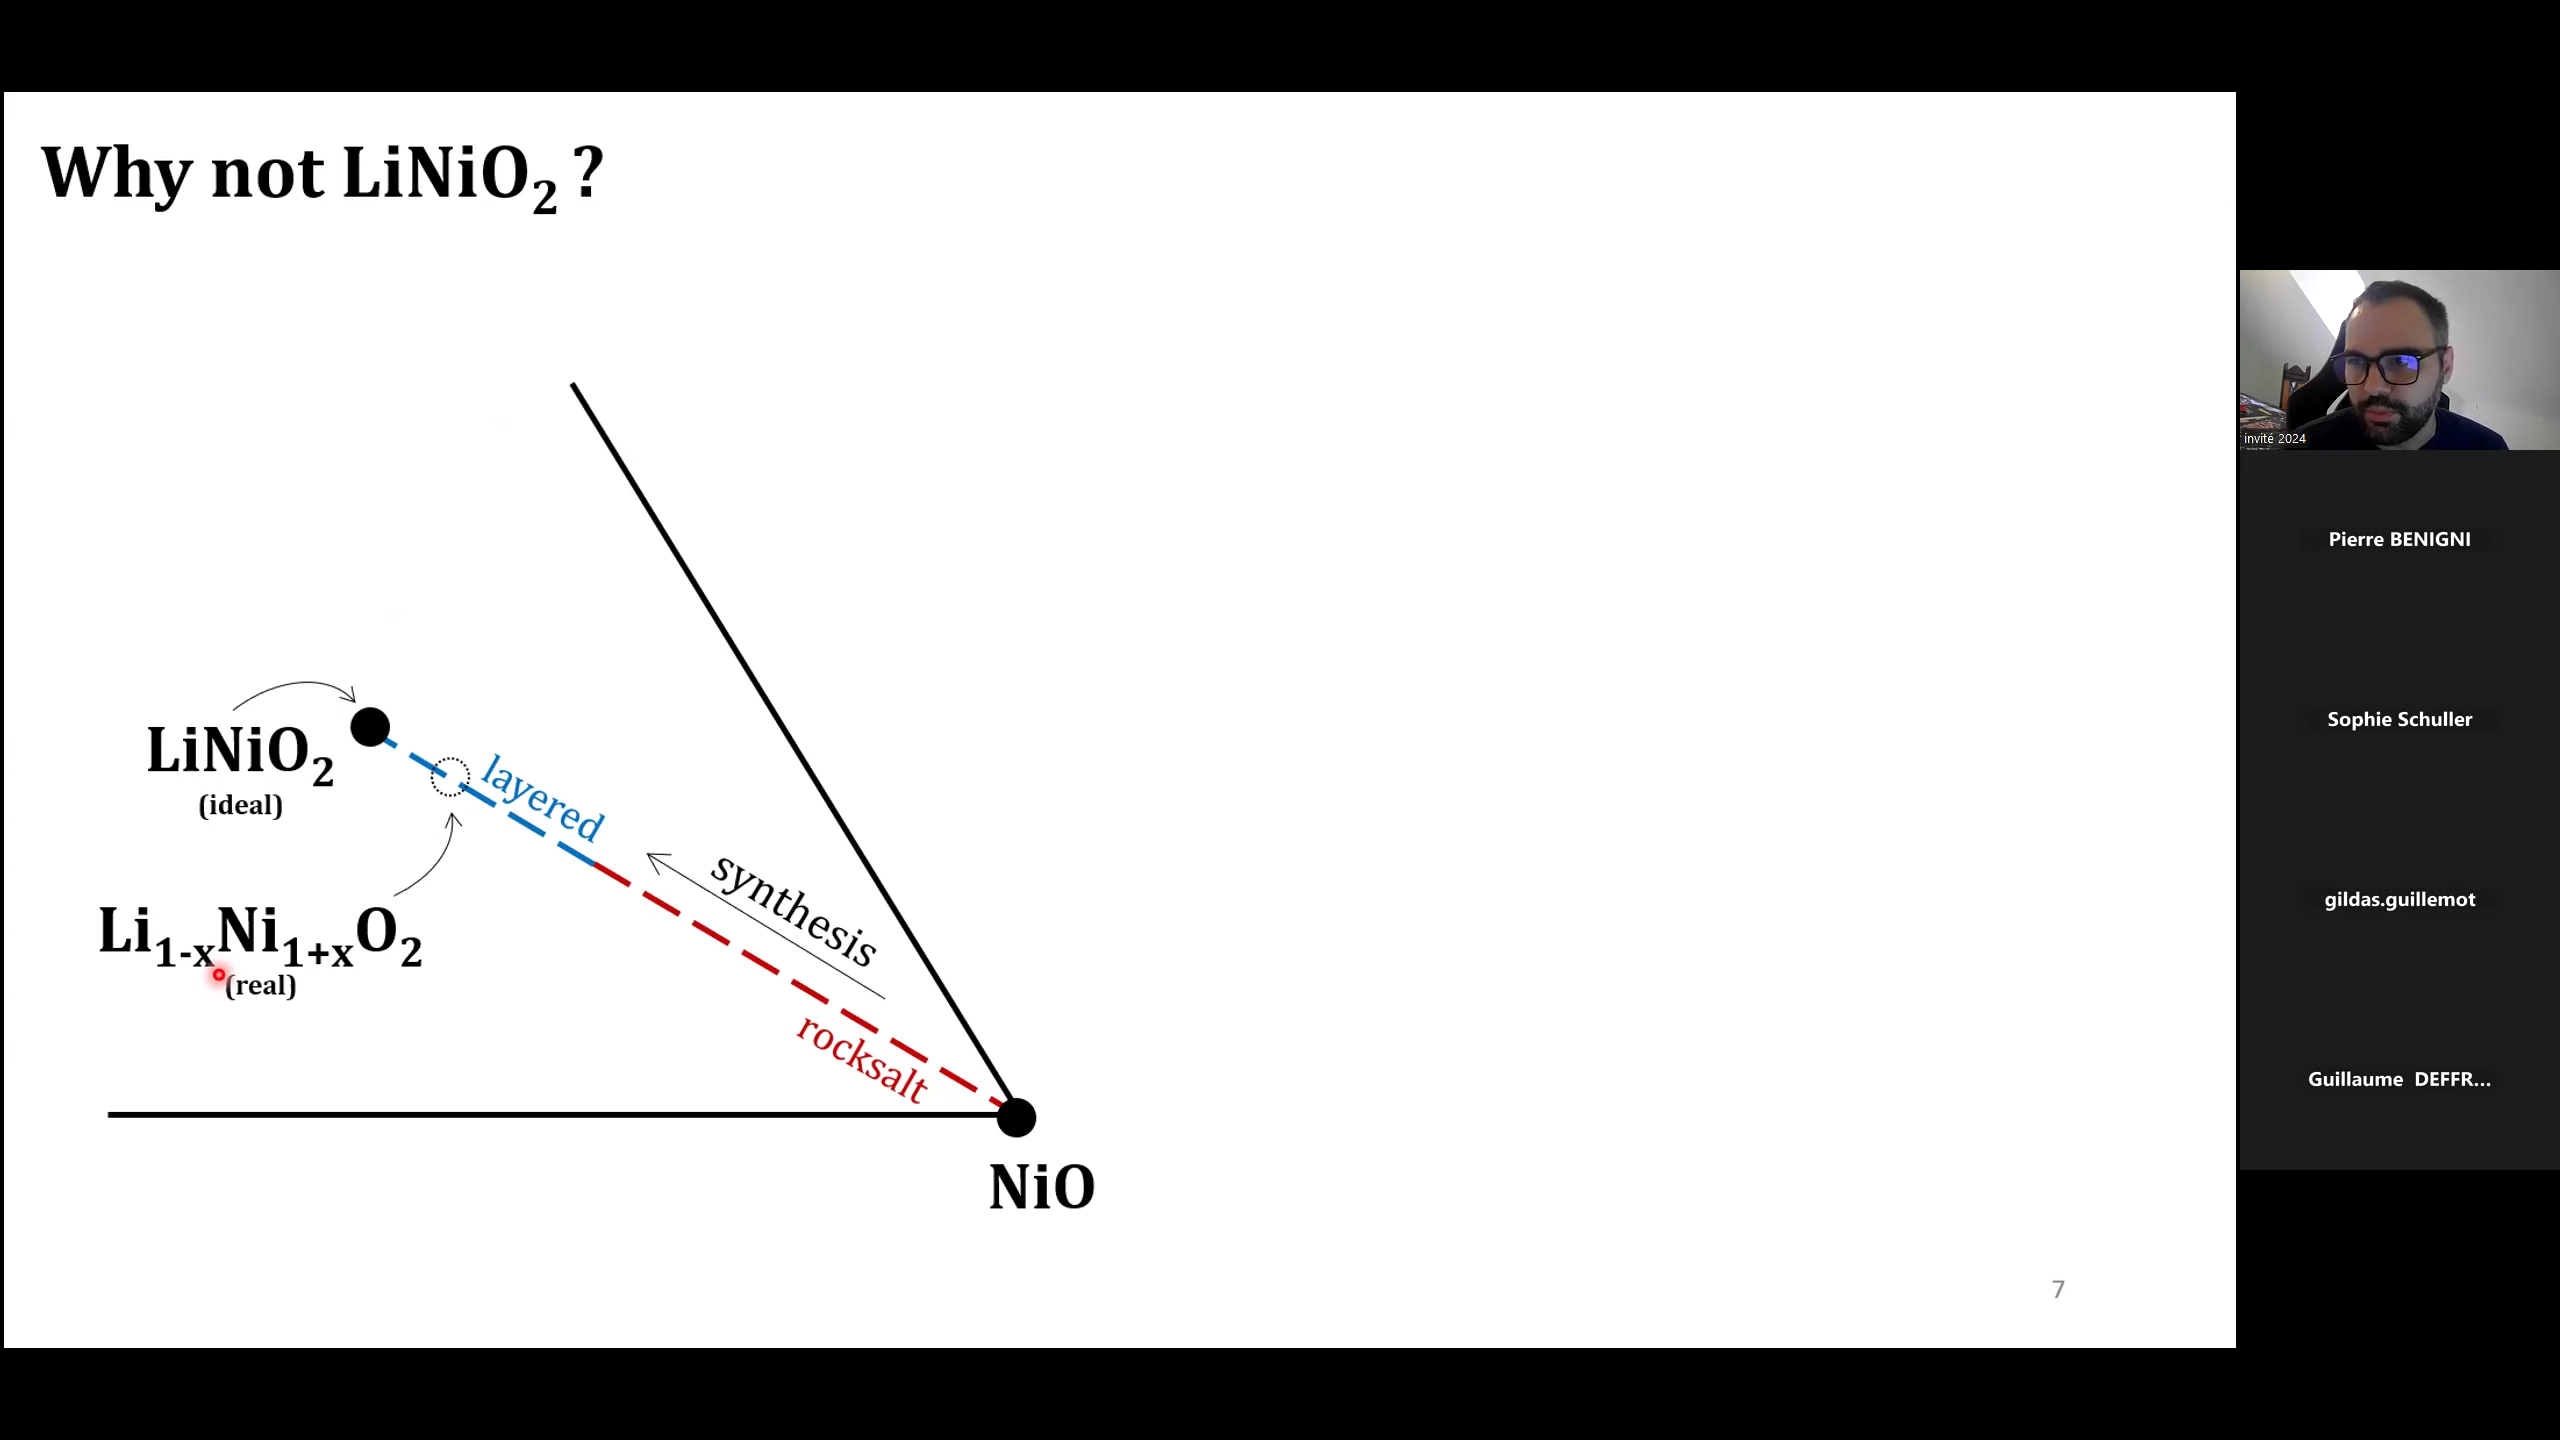 Why not LiNiO₂ ?
LiNiO₂
(ideal)
layered
synthesis
Li₁₋ₓNi₁₊ₓO₂
(real)
rocksalt
NiO
7
invité 2024
Pierre BENIGNI
Sophie Schuller
gildas.guillemot
Guillaume DEFFR...